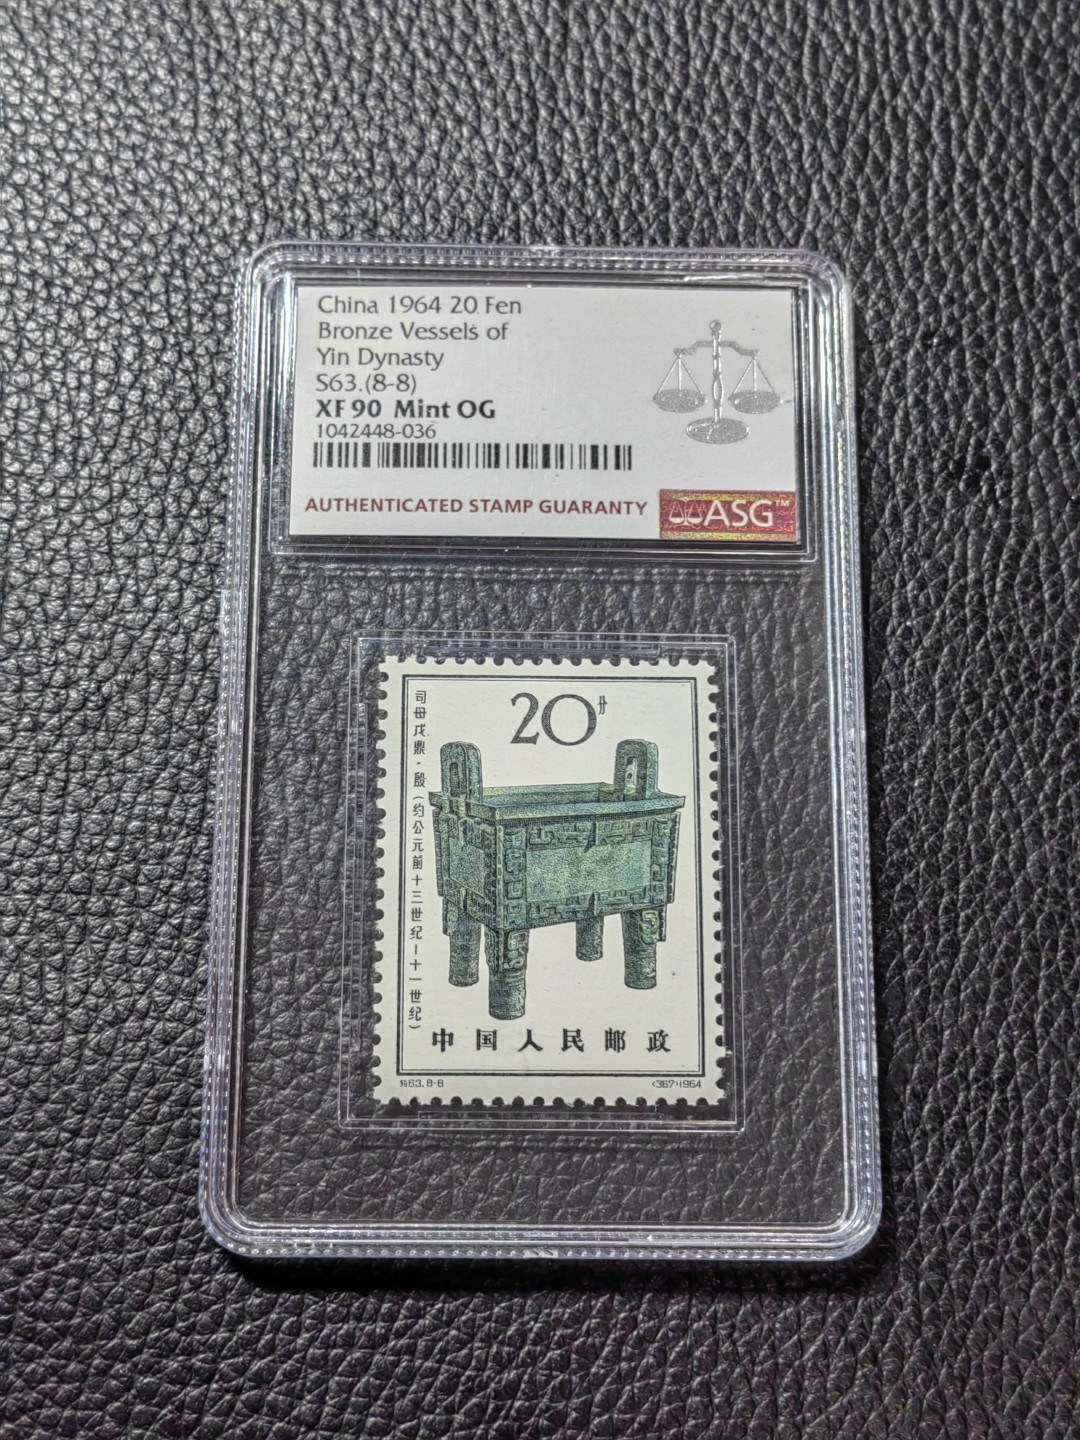 China 1964 20 Fen
Bronze Vessels of
Yin Dynasty
S63.(8-8)
XF 90 Mint OG
1042448-036
AUTHENTICATED STAMP GUARANTY
ASG™
20分
司母戊鼎·殷(约公元前十三世纪—十一世纪)
中国人民邮政
特63.8-8
(367)1964